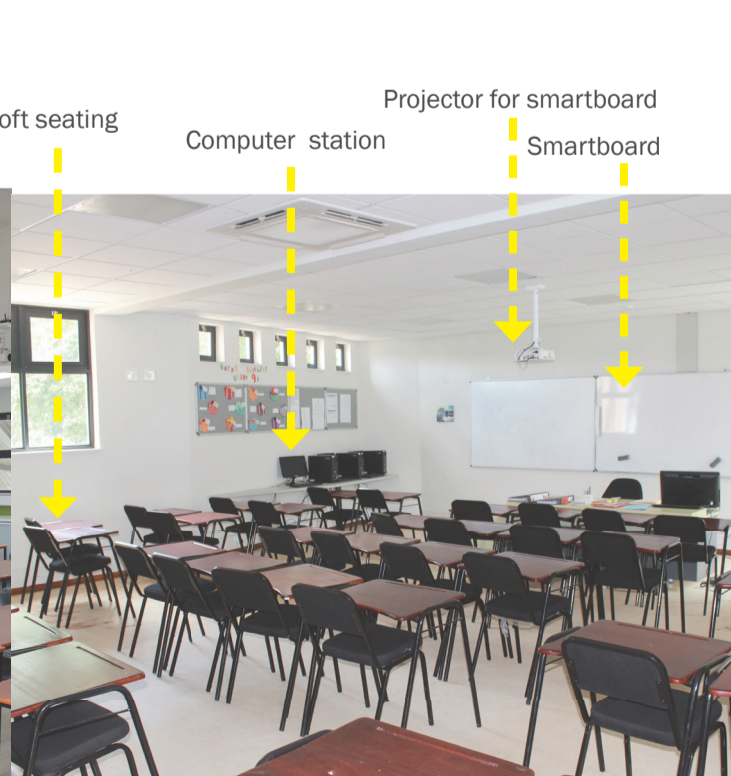 Projector for smartboard
oft seating
Computer station
Smartboard